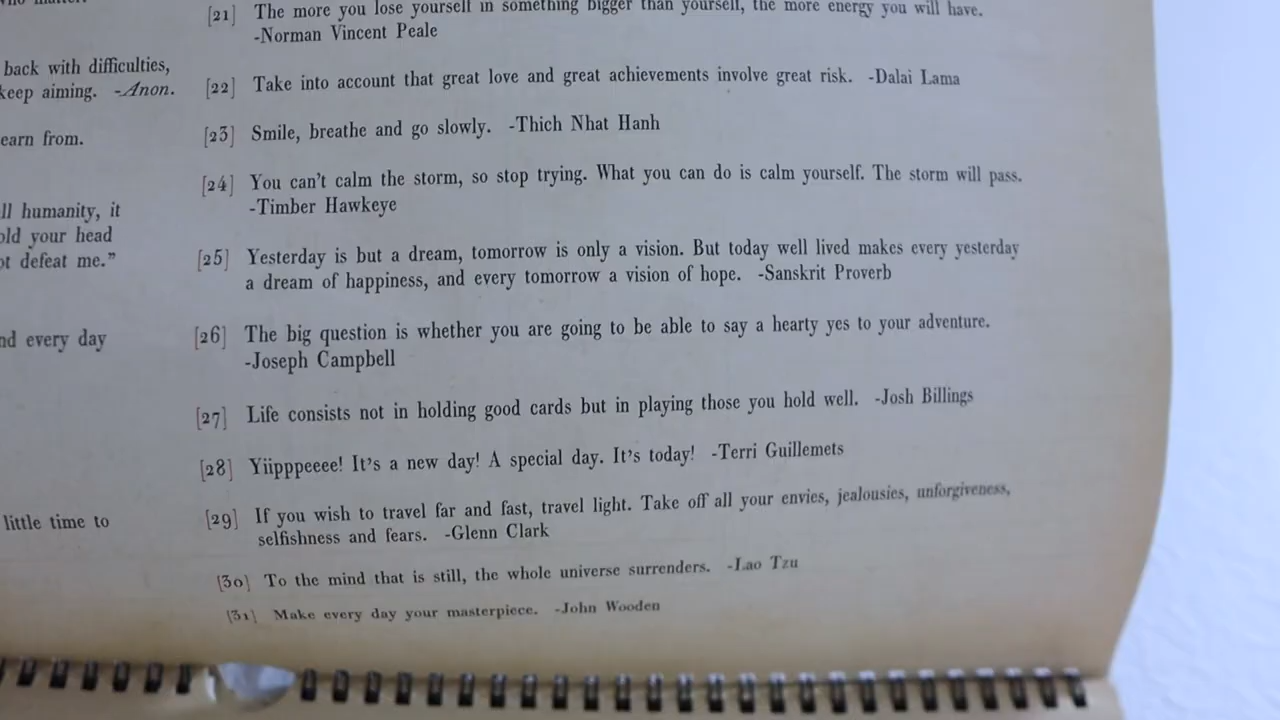 [21] The more you lose yourself in something bigger than yourself, the more energy you will have.
-Norman Vincent Peale
back with difficulties,
keep aiming. -Anon.
[22] Take into account that great love and great achievements involve great risk. -Dalai Lama
earn from.
[23] Smile, breathe and go slowly. -Thich Nhat Hanh
[24] You can't calm the storm, so stop trying. What you can do is calm yourself. The storm will pass.
-Timber Hawkeye
ll humanity, it
old your head
ot defeat me."
[25] Yesterday is but a dream, tomorrow is only a vision. But today well lived makes every yesterday
a dream of happiness, and every tomorrow a vision of hope. -Sanskrit Proverb
nd every day
[26] The big question is whether you are going to be able to say a hearty yes to your adventure.
-Joseph Campbell
[27] Life consists not in holding good cards but in playing those you hold well. -Josh Billings
[28] Yiipppeeee! It's a new day! A special day. It's today! -Terri Guillemets
little time to
[29] If you wish to travel far and fast, travel light. Take off all your envies, jealousies, unforgiveness,
selfishness and fears. -Glenn Clark
[30] To the mind that is still, the whole universe surrenders. -Lao Tzu
[31] Make every day your masterpiece. -John Wooden